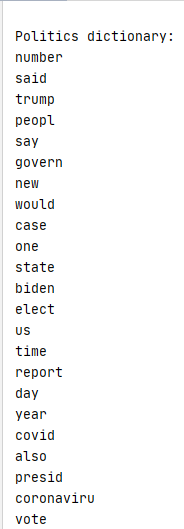 Politics dictionary:
number
said
trump
peopl
say
govern
new
would
case
one
state
biden
elect
us
time
report
day
year
covid
also
presid
coronaviru
vote